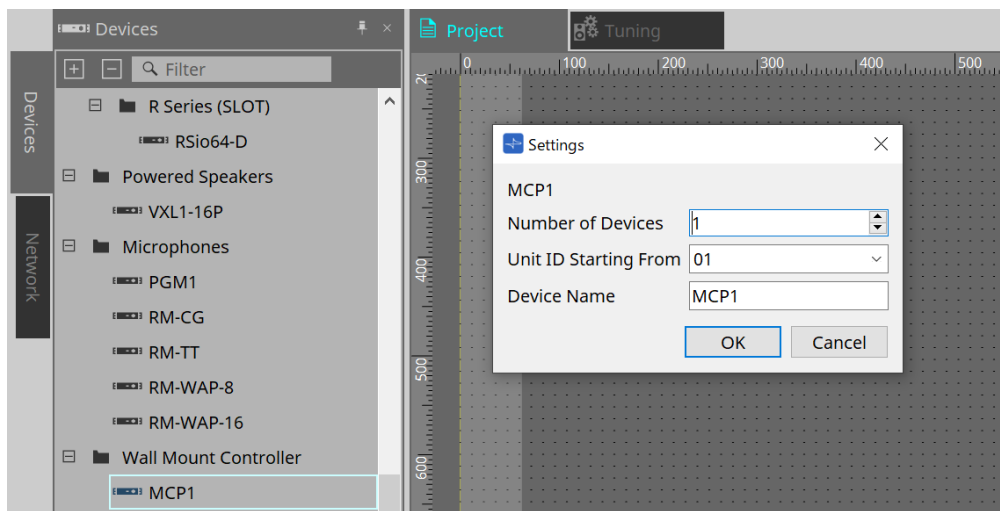 Devices
Project
Tuning
Filter
0 100 200 300 400 500
R Series (SLOT)
RSio64-D
Powered Speakers
VXL1-16P
Microphones
PGM1
RM-CG
RM-TT
RM-WAP-8
RM-WAP-16
Wall Mount Controller
MCP1
Devices
Network
20
300
400
500
600
Settings
MCP1
Number of Devices 1
Unit ID Starting From 01
Device Name MCP1
OK Cancel